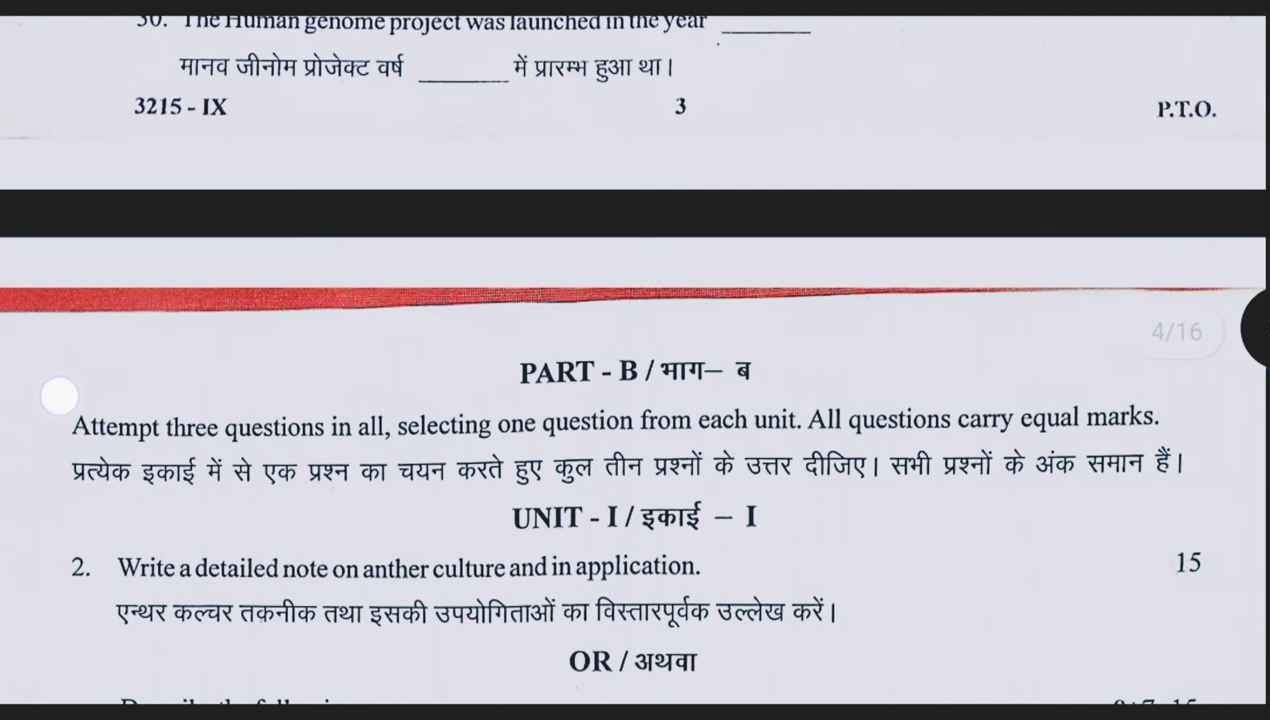 30. The Human genome project was launched in the year ______
मानव जीनोम प्रोजेक्ट वर्ष ______ में प्रारम्भ हुआ था।
3215 - IX 3 P.T.O.
4/16
PART - B / भाग– ब
Attempt three questions in all, selecting one question from each unit. All questions carry equal marks.
प्रत्येक इकाई में से एक प्रश्न का चयन करते हुए कुल तीन प्रश्नों के उत्तर दीजिए। सभी प्रश्नों के अंक समान हैं।
UNIT - I / इकाई – I
2. Write a detailed note on anther culture and in application. 15
एन्थर कल्चर तकनीक तथा इसकी उपयोगिताओं का विस्तारपूर्वक उल्लेख करें।
OR / अथवा